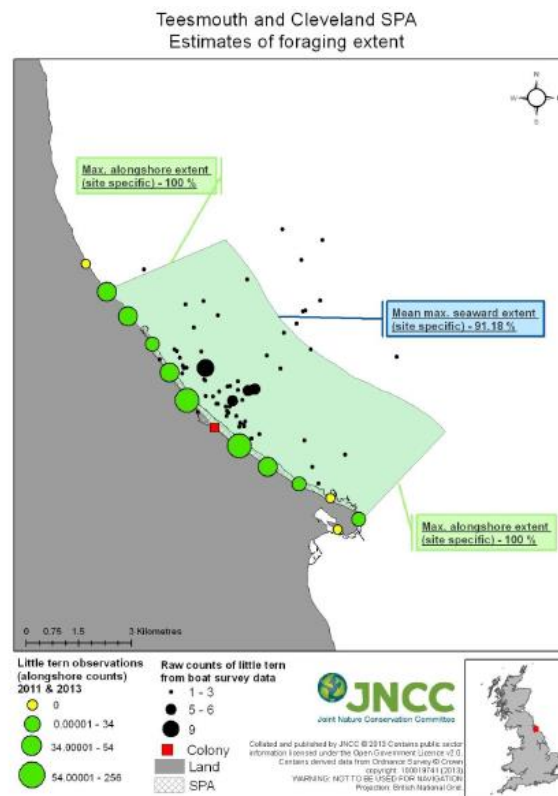 Teesmouth and Cleveland SPA
Estimates of foraging extent
N
W
S
Max. alongshore extent
(site specific) - 100 %
Mean max. seaward extent
(site specific) - 91.18 %
Max. alongshore extent
(site specific) - 100 %
0 0.75 1.5 3 Kilometres
Little tern observations
(alongshore counts)
2011 & 2013
0
0.00001 - 34
34.00001 - 54
54.00001 - 256
Raw counts of little tern
from boat survey data
1 - 3
5 - 6
9
Colony
Land
SPA
JNCC
Joint Nature Conservation Committee
Collated and published by JNCC © 2013 Contains public sector
information licensed under the Open Government Licence v2.0.
Contains derived data from Ordnance Survey © Crown
copyright. 100019741 (2013)
WARNING: NOT TO BE USED FOR NAVIGATION
Projection: British National Grid.